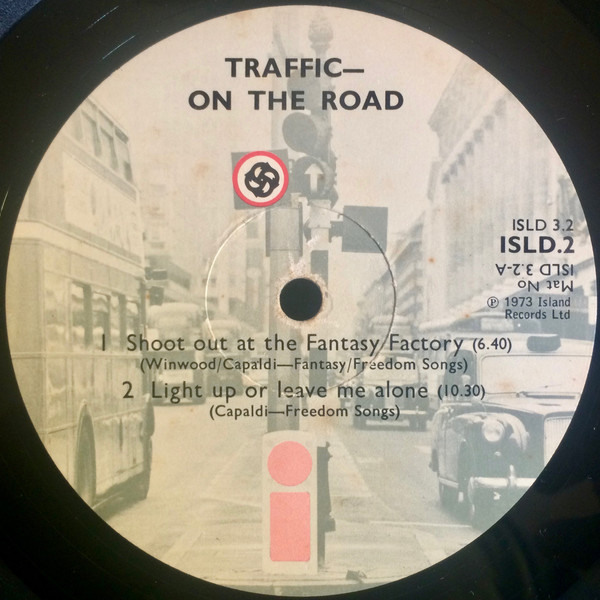 TRAFFIC—
ON THE ROAD
ISLD 3.2
ISLD.2
Mat No
ISLD 3.2-A
Ⓟ 1973 Island
Records Ltd
1 Shoot out at the Fantasy Factory (6.40)
(Winwood/Capaldi—Fantasy/Freedom Songs)
2 Light up or leave me alone (10.30)
(Capaldi—Freedom Songs)